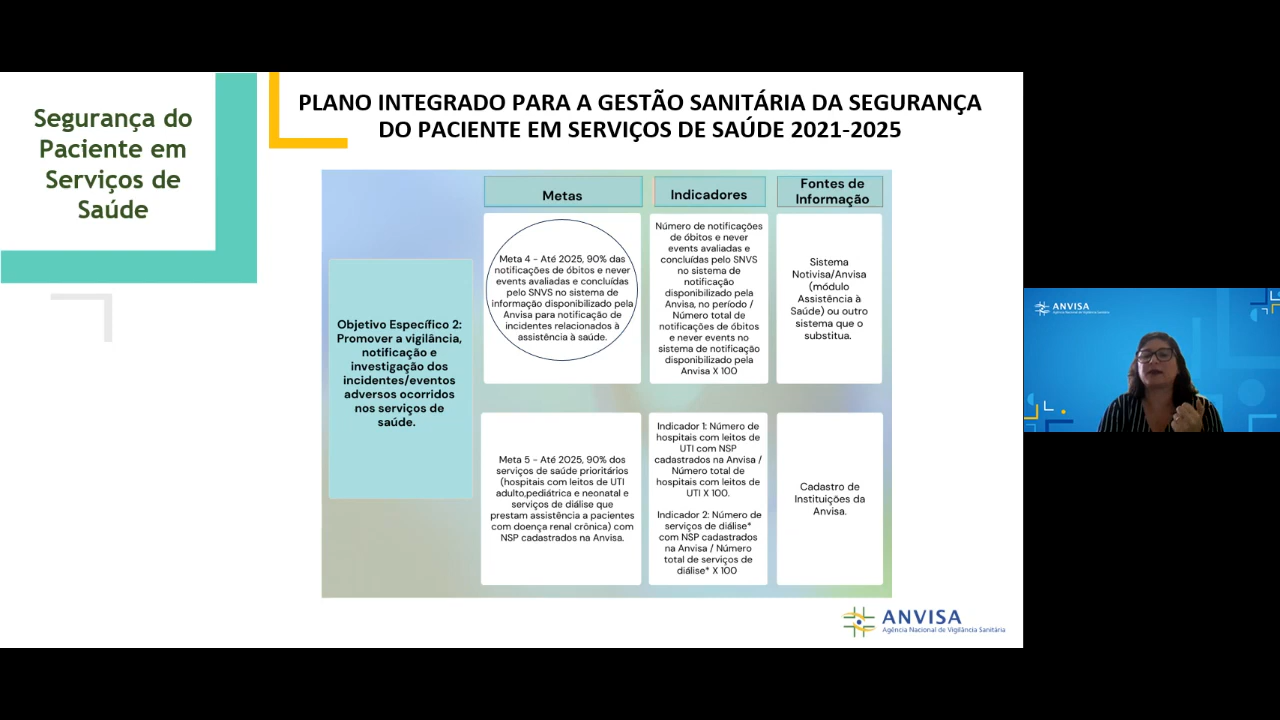 Segurança do
Paciente em
Serviços de
Saúde
PLANO INTEGRADO PARA A GESTÃO SANITÁRIA DA SEGURANÇA
DO PACIENTE EM SERVIÇOS DE SAÚDE 2021-2025
Metas
Indicadores
Fontes de
Informação
Objetivo Específico 2:
Promover a vigilância,
notificação e
investigação dos
incidentes/eventos
adversos ocorridos
nos serviços de
saúde.
Meta 4 - Até 2025, 90% das
notificações de óbitos e never
events avaliadas e concluídas
pelo SNVS no sistema de
informação disponibilizado pela
Anvisa para notificação de
incidentes relacionados à
assistência à saúde.
Número de notificações
de óbitos e never
events avaliadas e
concluídas pelo SNVS
no sistema de
notificação
disponibilizado pela
Anvisa, no período /
Número total de
notificações de óbitos
e never events no
sistema de notificação
disponibilizado pela
Anvisa X 100
Sistema
Notivisa/Anvisa
(módulo
Assistência à
Saúde) ou outro
sistema que o
substitua.
Meta 5 - Até 2025, 90% dos
serviços de saúde prioritários
(hospitais com leitos de UTI
adulto,pediátrica e neonatal e
serviços de diálise que
prestam assistência a pacientes
com doença renal crônica) com
NSP cadastrados na Anvisa.
Indicador 1: Número de
hospitais com leitos de
UTI com NSP
cadastrados na Anvisa /
Número total de
hospitais com leitos de
UTI X 100.
Indicador 2: Número de
serviços de diálise*
com NSP cadastrados
na Anvisa / Número
total de serviços de
diálise* X 100
Cadastro de
Instituições da
Anvisa.
ANVISA
Agência Nacional de Vigilância Sanitária
ANVISA
Agência Nacional de Vigilância Sanitária